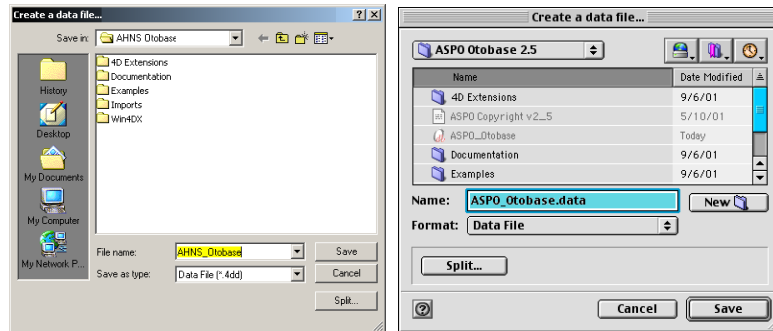 Create a data file...
Save in: AHNS Otobase
4D Extensions
Documentation
Examples
Imports
Win4DX
History
Desktop
My Documents
My Computer
My Network P...
File name: AHNS_Otobase Save
Save as type: Data File (*.4dd) Cancel
Split...
Create a data file...
ASPO Otobase 2.5
Name Date Modified
4D Extensions 9/6/01
ASPO Copyright v2_5 5/10/01
ASPO_Otobase Today
Documentation 9/6/01
Examples 9/6/01
Name: ASPO_Otobase.data New
Format: Data File
Split...
Cancel Save